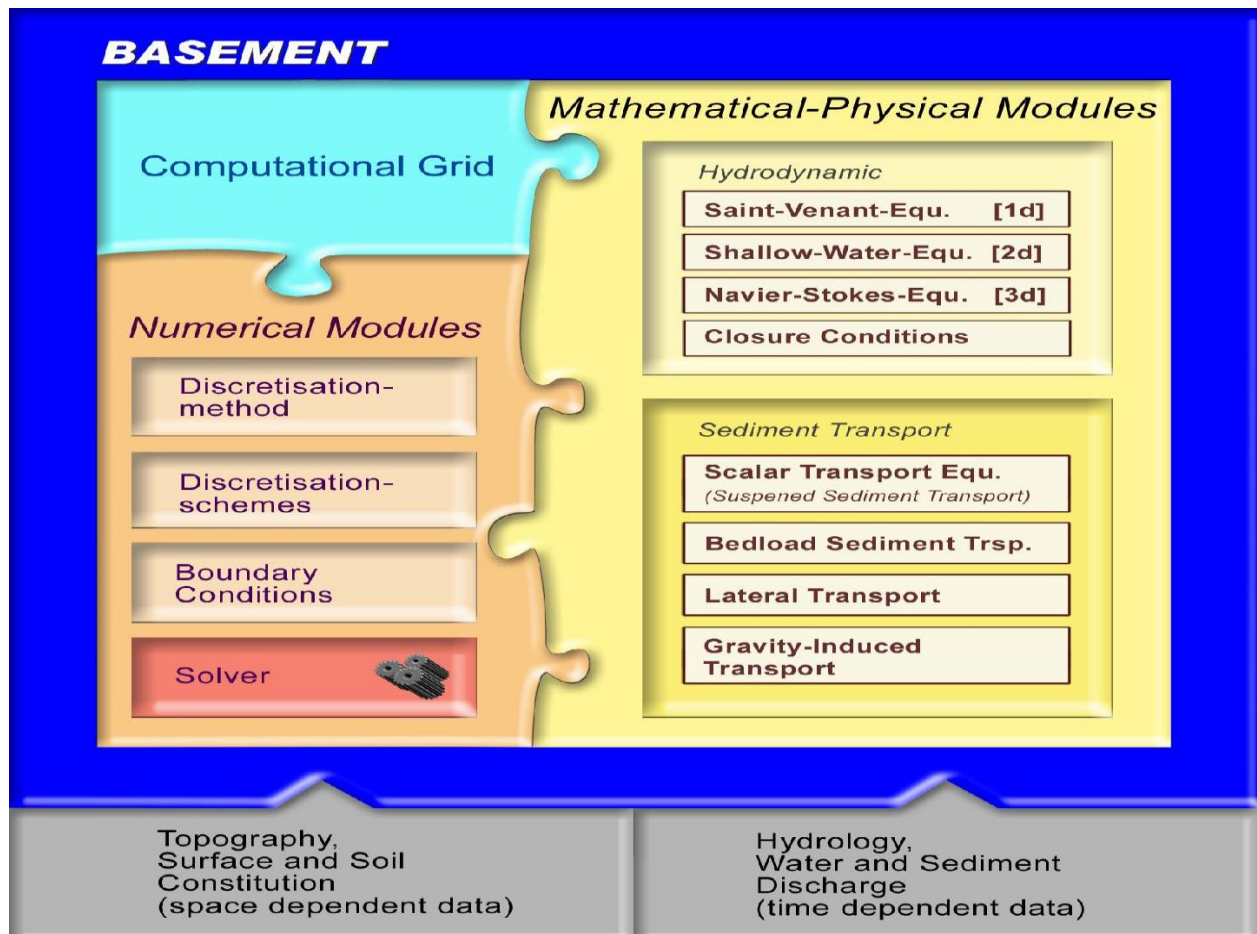 BASEMENT
Computational Grid
Numerical Modules
Discretisation-
method
Discretisation-
schemes
Boundary
Conditions
Solver
Mathematical-Physical Modules
Hydrodynamic
Saint-Venant-Equ. [1d]
Shallow-Water-Equ. [2d]
Navier-Stokes-Equ. [3d]
Closure Conditions
Sediment Transport
Scalar Transport Equ.
(Suspened Sediment Transport)
Bedload Sediment Trsp.
Lateral Transport
Gravity-Induced
Transport
Topography,
Surface and Soil
Constitution
(space dependent data)
Hydrology,
Water and Sediment
Discharge
(time dependent data)